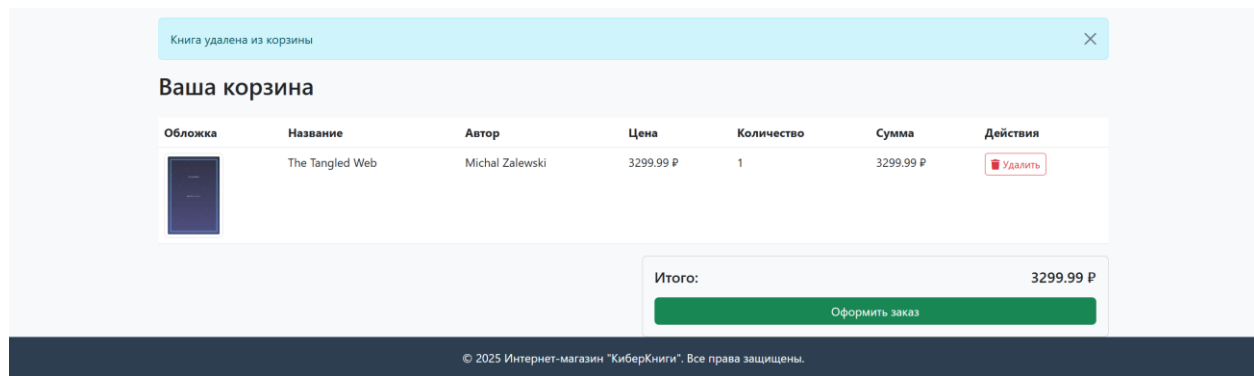 Книга удалена из корзины
Ваша корзина
Обложка Название Автор Цена Количество Сумма Действия
The Tangled Web Michal Zalewski 3299.99 ₽ 1 3299.99 ₽ Удалить
Итого: 3299.99 ₽
Оформить заказ
© 2025 Интернет-магазин "КиберКниги". Все права защищены.